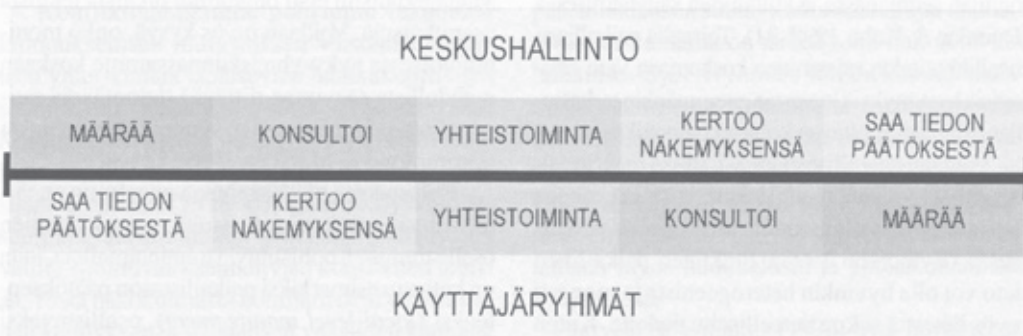 KESKUSHALLINTO
MÄÄRÄÄ KONSULTOI YHTEISTOIMINTA KERTOO NÄKEMYKSENSÄ SAA TIEDON PÄÄTÖKSESTÄ
SAA TIEDON PÄÄTÖKSESTÄ KERTOO NÄKEMYKSENSÄ YHTEISTOIMINTA KONSULTOI MÄÄRÄÄ
KÄYTTÄJÄRYHMÄT